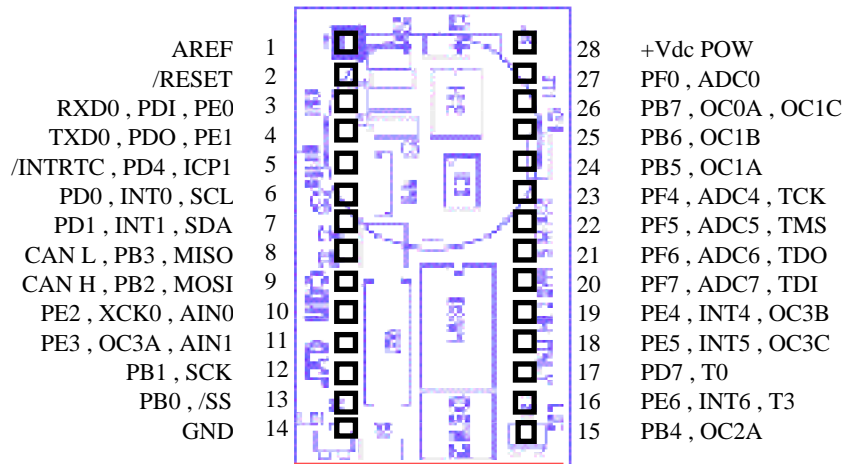 AREF 1 28 +Vdc POW
/RESET 2 27 PF0 , ADC0
RXD0 , PDI , PE0 3 26 PB7 , OC0A , OC1C
TXD0 , PDO , PE1 4 25 PB6 , OC1B
/INTRTC , PD4 , ICP1 5 24 PB5 , OC1A
PD0 , INT0 , SCL 6 23 PF4 , ADC4 , TCK
PD1 , INT1 , SDA 7 22 PF5 , ADC5 , TMS
CAN L , PB3 , MISO 8 21 PF6 , ADC6 , TDO
CAN H , PB2 , MOSI 9 20 PF7 , ADC7 , TDI
PE2 , XCK0 , AIN0 10 19 PE4 , INT4 , OC3B
PE3 , OC3A , AIN1 11 18 PE5 , INT5 , OC3C
PB1 , SCK 12 17 PD7 , T0
PB0 , /SS 13 16 PE6 , INT6 , T3
GND 14 15 PB4 , OC2A